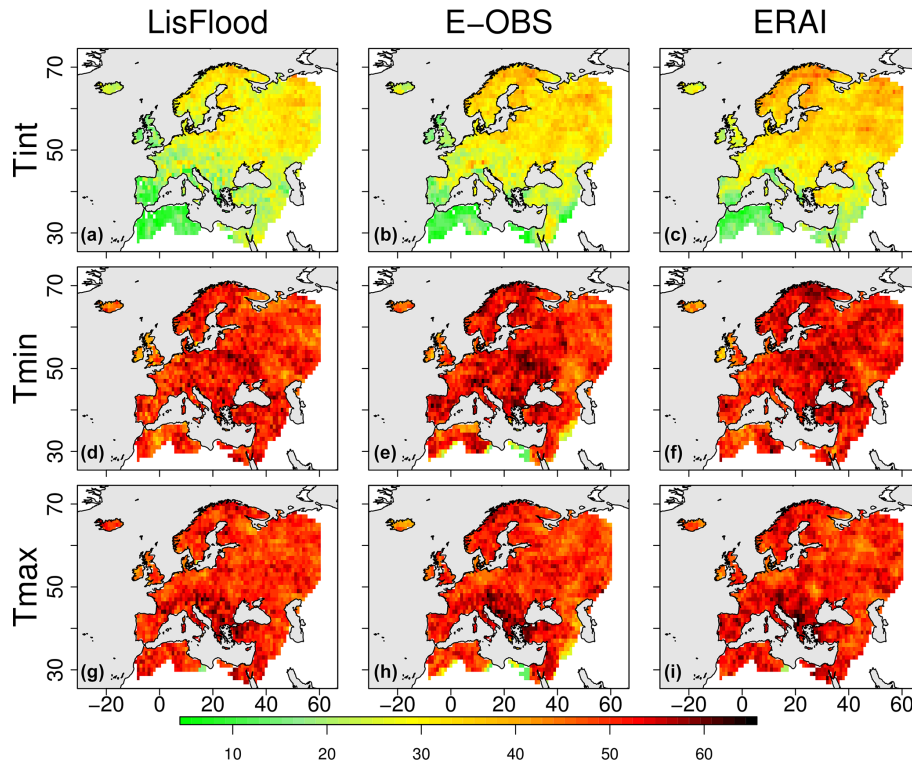 LisFlood E−OBS ERAI
Tint
70
50
30
(a) (b) (c)
Tmin
70
50
30
(d) (e) (f)
Tmax
70
50
30
(g) (h) (i)
−20 0 20 40 60 −20 0 20 40 60 −20 0 20 40 60
10 20 30 40 50 60